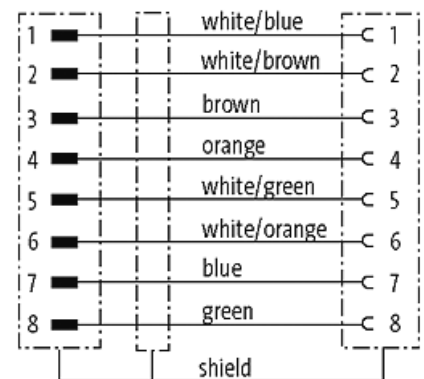 1 white/blue 1
2 white/brown 2
3 brown 3
4 orange 4
5 white/green 5
6 white/orange 6
7 blue 7
8 green 8
shield